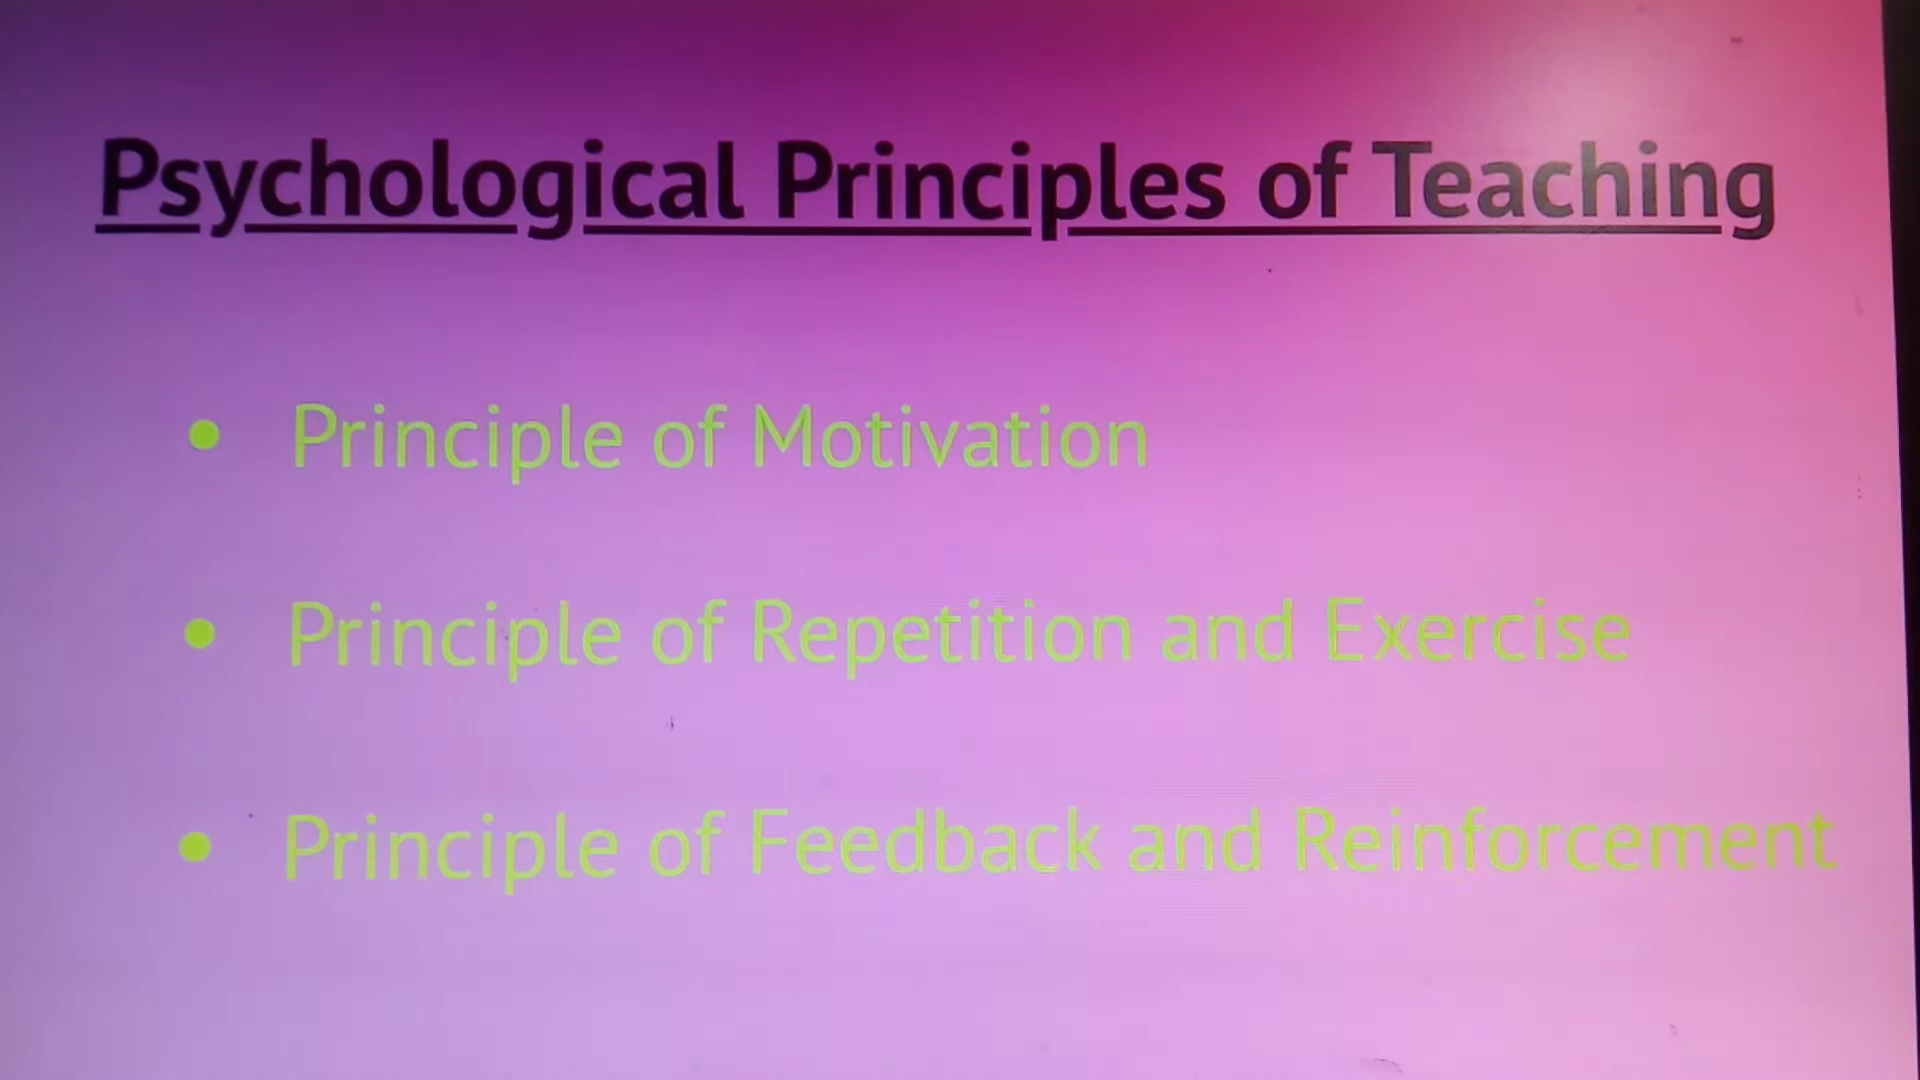 Psychological Principles of Teaching
• Principle of Motivation
• Principle of Repetition and Exercise
• Principle of Feedback and Reinforcement